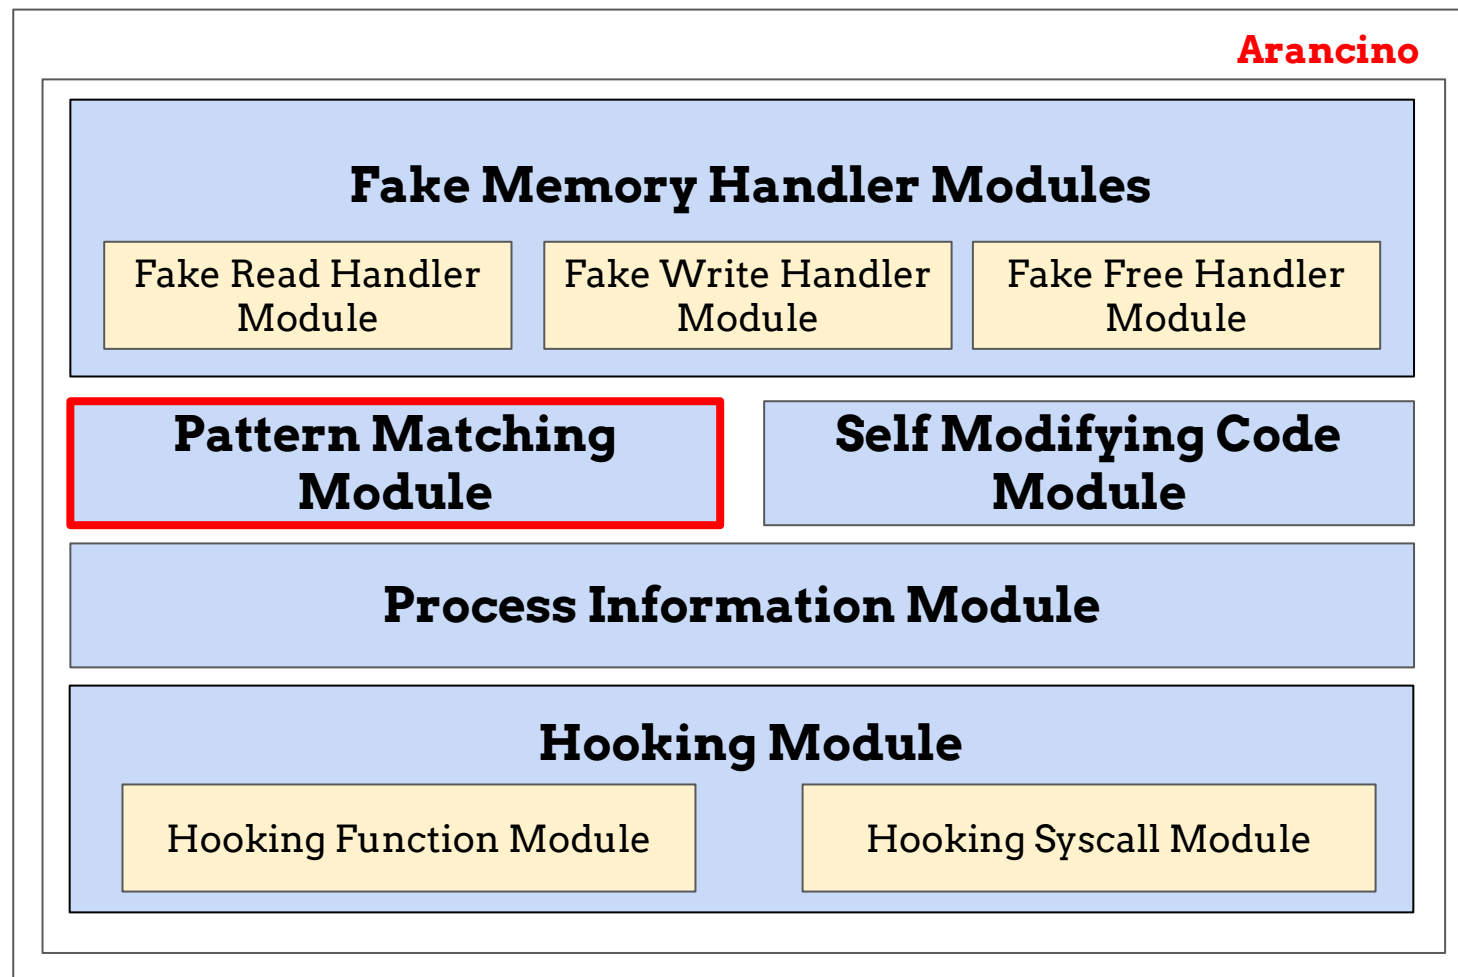 Arancino
Fake Memory Handler Modules
Fake Read Handler
Module
Fake Write Handler
Module
Fake Free Handler
Module
Pattern Matching
Module
Self Modifying Code
Module
Process Information Module
Hooking Module
Hooking Function Module
Hooking Syscall Module